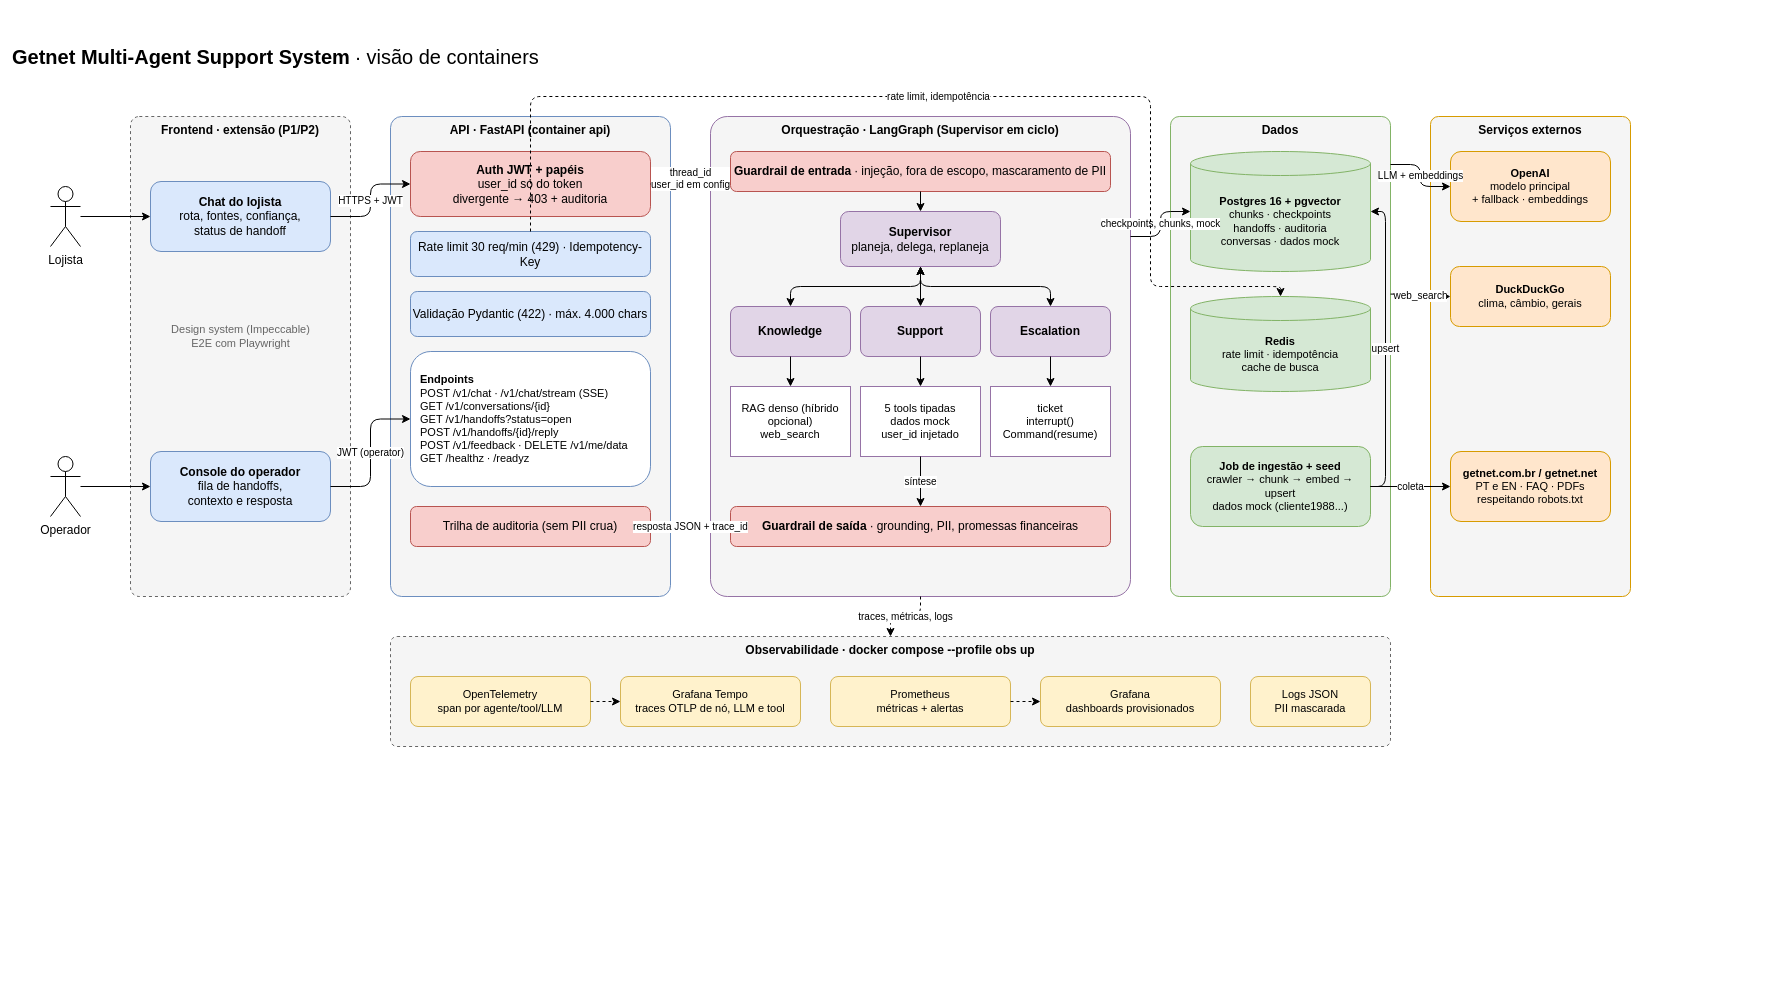 Getnet Multi-Agent Support System · visão de containers
rate limit, idempotência
Frontend · extensão (P1/P2)
Chat do lojista
rota, fontes, confiança,
status de handoff
Design system (Impeccable)
E2E com Playwright
Console do operador
fila de handoffs,
contexto e resposta
Lojista
Operador
HTTPS + JWT
JWT (operator)
API · FastAPI (container api)
Auth JWT + papéis
user_id só do token
divergente → 403 + auditoria
Rate limit 30 req/min (429) · Idempotency-
Key
Validação Pydantic (422) · máx. 4.000 chars
Endpoints
POST /v1/chat · /v1/chat/stream (SSE)
GET /v1/conversations/{id}
GET /v1/handoffs?status=open
POST /v1/handoffs/{id}/reply
POST /v1/feedback · DELETE /v1/me/data
GET /healthz · /readyz
Trilha de auditoria (sem PII crua)
thread_id
user_id em config
resposta JSON + trace_id
Orquestração · LangGraph (Supervisor em ciclo)
Guardrail de entrada · injeção, fora de escopo, mascaramento de PII
Supervisor
planeja, delega, replaneja
Knowledge
Support
Escalation
RAG denso (híbrido
opcional)
web_search
5 tools tipadas
dados mock
user_id injetado
ticket
interrupt()
Command(resume)
síntese
Guardrail de saída · grounding, PII, promessas financeiras
checkpoints, chunks, mock
Dados
Postgres 16 + pgvector
chunks · checkpoints
handoffs · auditoria
conversas · dados mock
Redis
rate limit · idempotência
cache de busca
Job de ingestão + seed
crawler → chunk → embed →
upsert
dados mock (cliente1988...)
LLM + embeddings
web_search
upsert
coleta
Serviços externos
OpenAI
modelo principal
+ fallback · embeddings
DuckDuckGo
clima, câmbio, gerais
getnet.com.br / getnet.net
PT e EN · FAQ · PDFs
respeitando robots.txt
traces, métricas, logs
Observabilidade · docker compose --profile obs up
OpenTelemetry
span por agente/tool/LLM
Grafana Tempo
traces OTLP de nó, LLM e tool
Prometheus
métricas + alertas
Grafana
dashboards provisionados
Logs JSON
PII mascarada